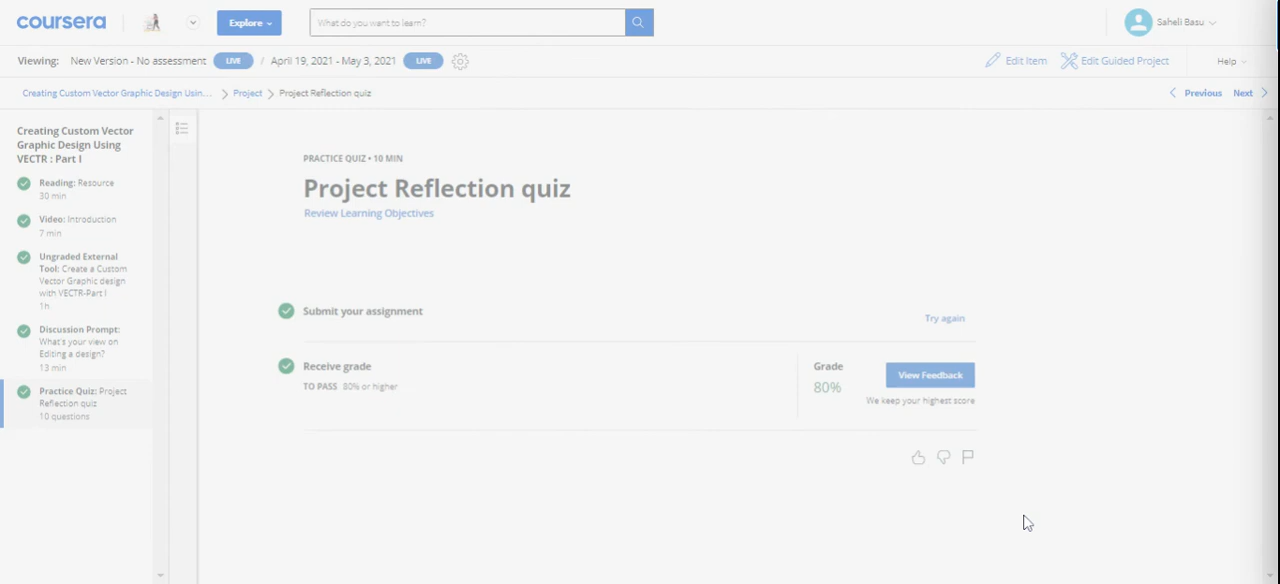 coursera
Explore
What do you want to learn?
Saheli Basu
Viewing: New Version - No assessment LIVE / April 19, 2021 - May 3, 2021 LIVE
Edit Item Edit Guided Project Help
Creating Custom Vector Graphic Design Usin... Project Project Reflection quiz
Previous Next
Creating Custom Vector
Graphic Design Using
VECTR : Part I
Reading: Resource
30 min
Video: Introduction
7 min
Ungraded External
Tool: Create a Custom
Vector Graphic design
with VECTR-Part I
1h
Discussion Prompt:
What's your view on
Editing a design?
13 min
Practice Quiz: Project
Reflection quiz
10 questions
PRACTICE QUIZ • 10 MIN
Project Reflection quiz
Review Learning Objectives
Submit your assignment
Try again
Receive grade
TO PASS 80% or higher
Grade
80%
View Feedback
We keep your highest score